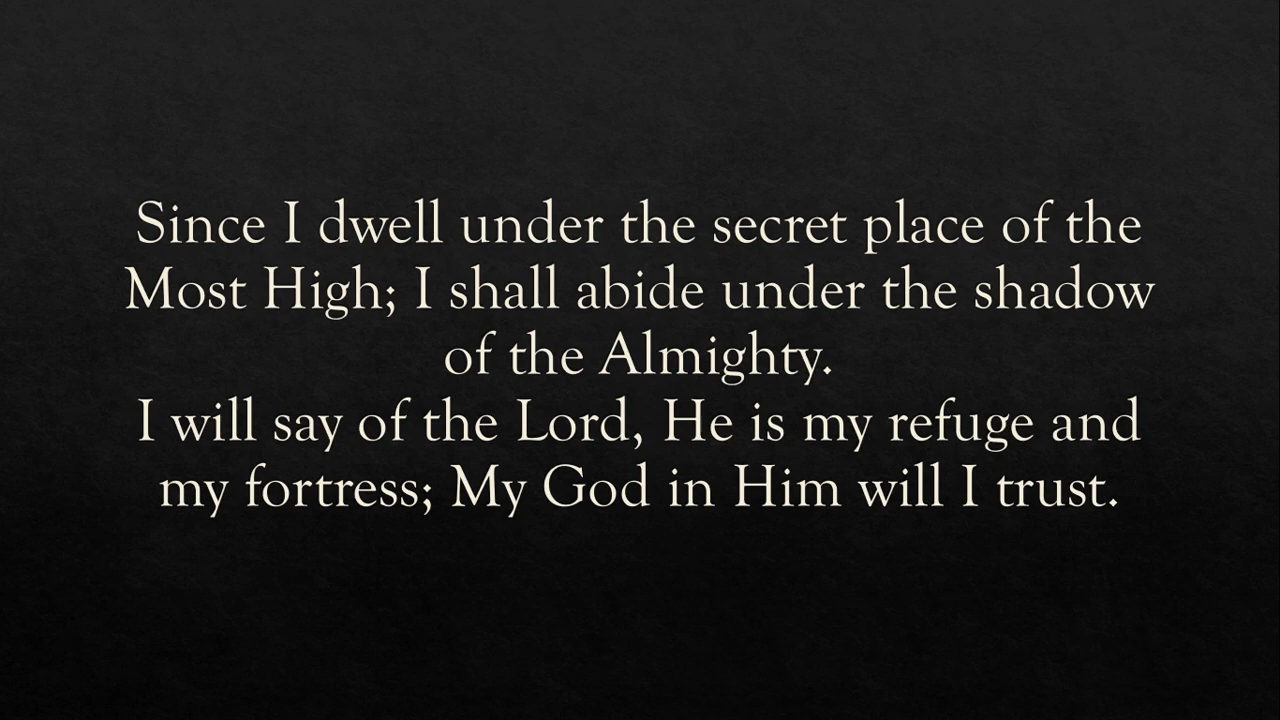 Since I dwell under the secret place of the
Most High; I shall abide under the shadow
of the Almighty.
I will say of the Lord, He is my refuge and
my fortress; My God in Him will I trust.